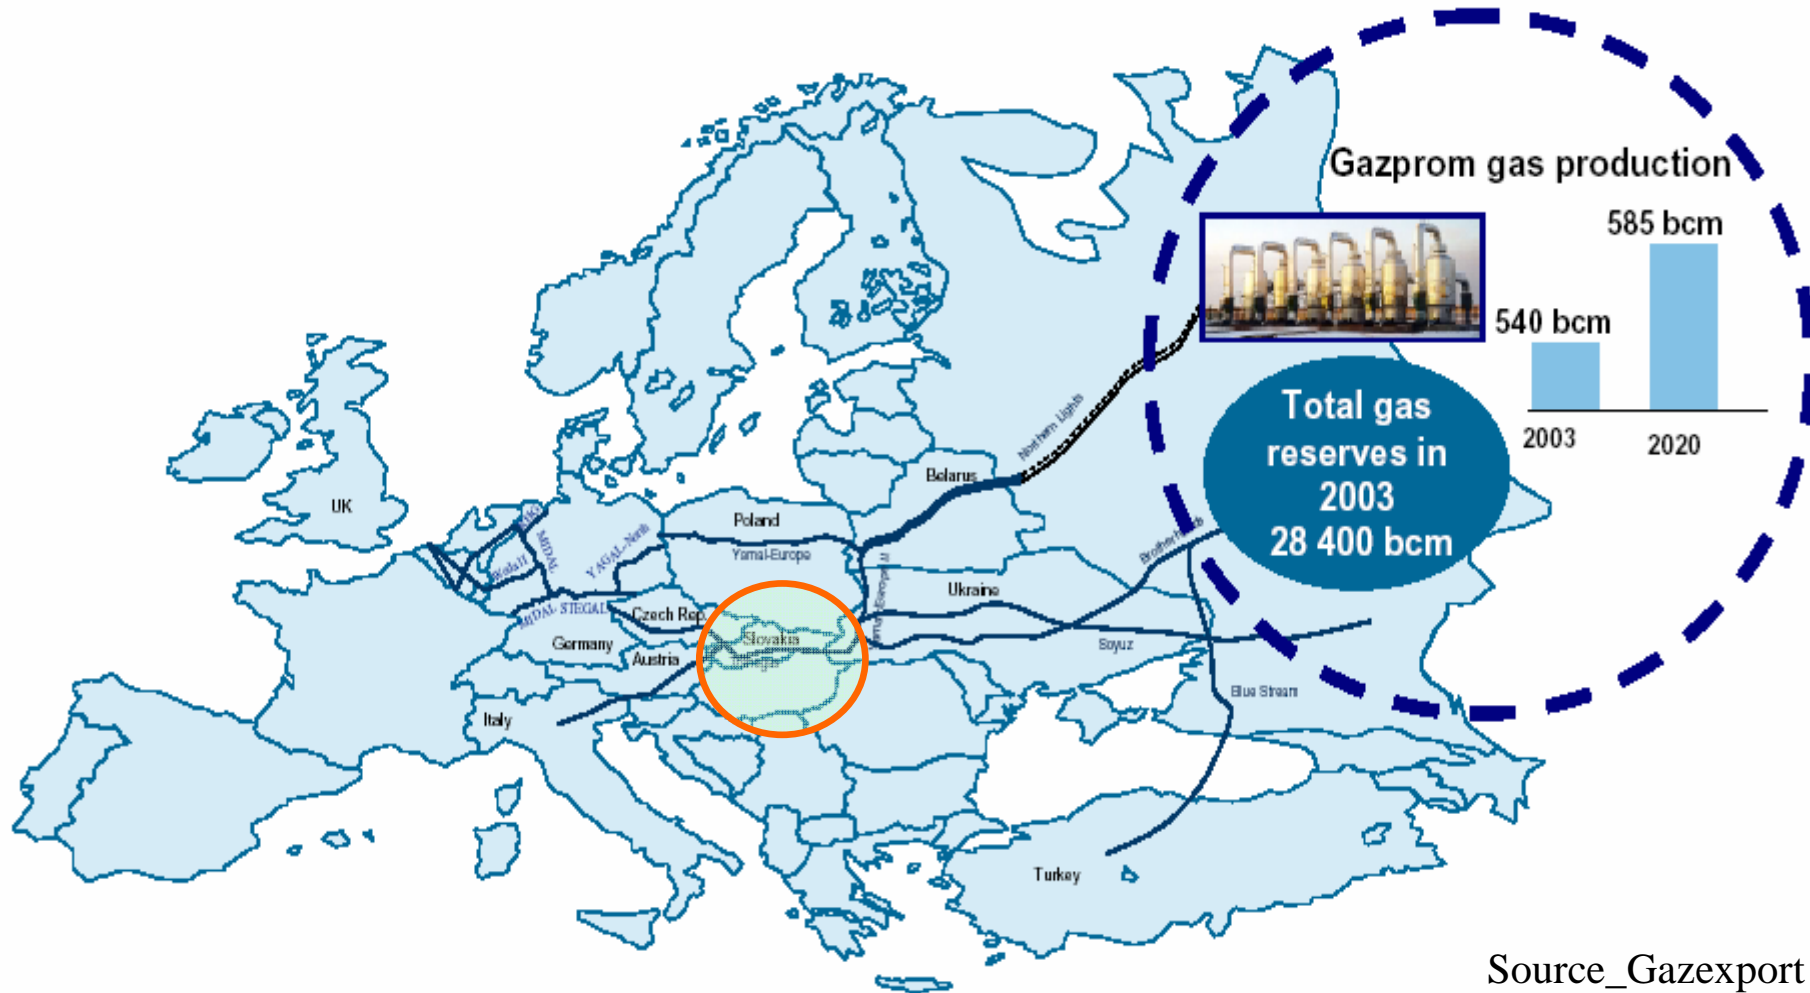 Gazprom gas production
585 bcm
540 bcm
2003
2020
Total gas
reserves in
2003
28 400 bcm
Northern Lights
Belarus
UK
Poland
Yamal-Europe
MIDAL
YAGAL-Nord
Brotherhood
Ukraine
MIDAL STEGAL
Czech Rep.
Germany
Slovakia
Austria
Soyuz
Blue Stream
Italy
Turkey
Source_Gazexport